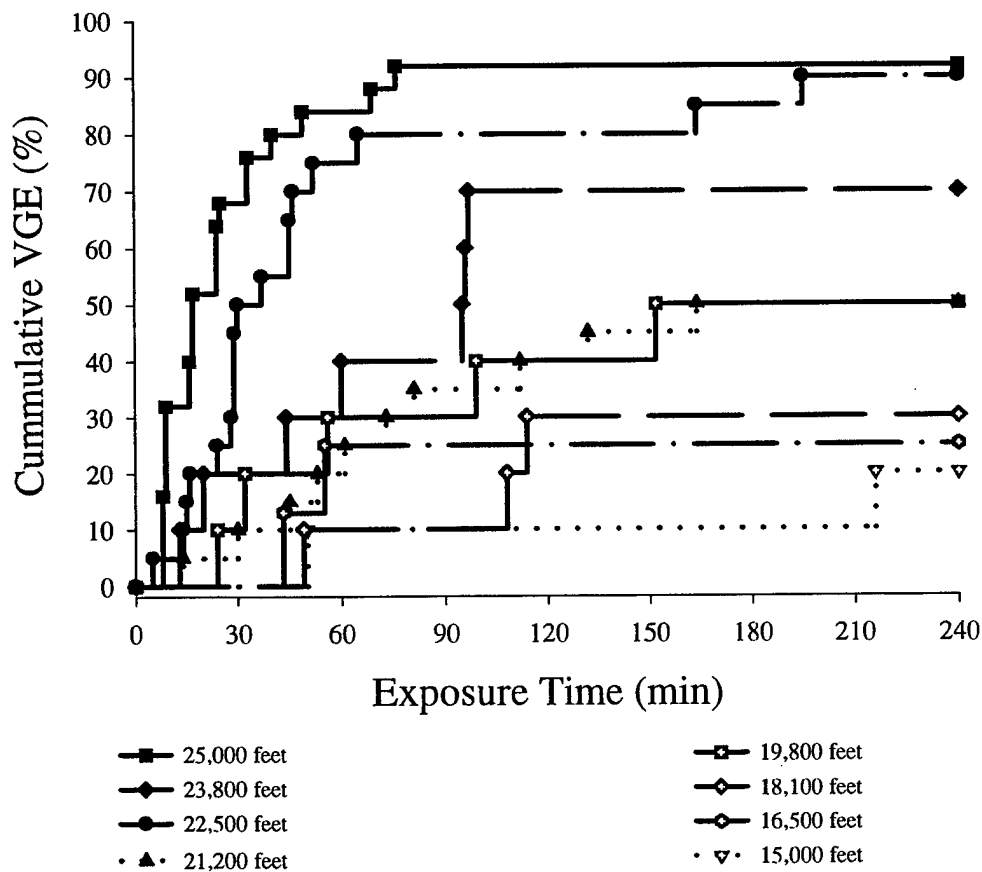 Cummulative VGE (%)
100
90
80
70
60
50
40
30
20
10
0
0 30 60 90 120 150 180 210 240
Exposure Time (min)
25,000 feet
23,800 feet
22,500 feet
21,200 feet
19,800 feet
18,100 feet
16,500 feet
15,000 feet